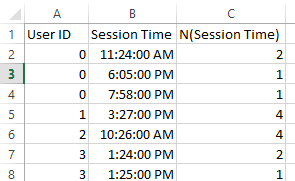 A B C
1 User ID Session Time N(Session Time)
2 0 11:24:00 AM 2
3 0 6:05:00 PM 1
4 0 7:58:00 PM 1
5 1 3:27:00 PM 4
6 2 10:26:00 AM 4
7 3 1:24:00 PM 2
8 3 1:25:00 PM 1